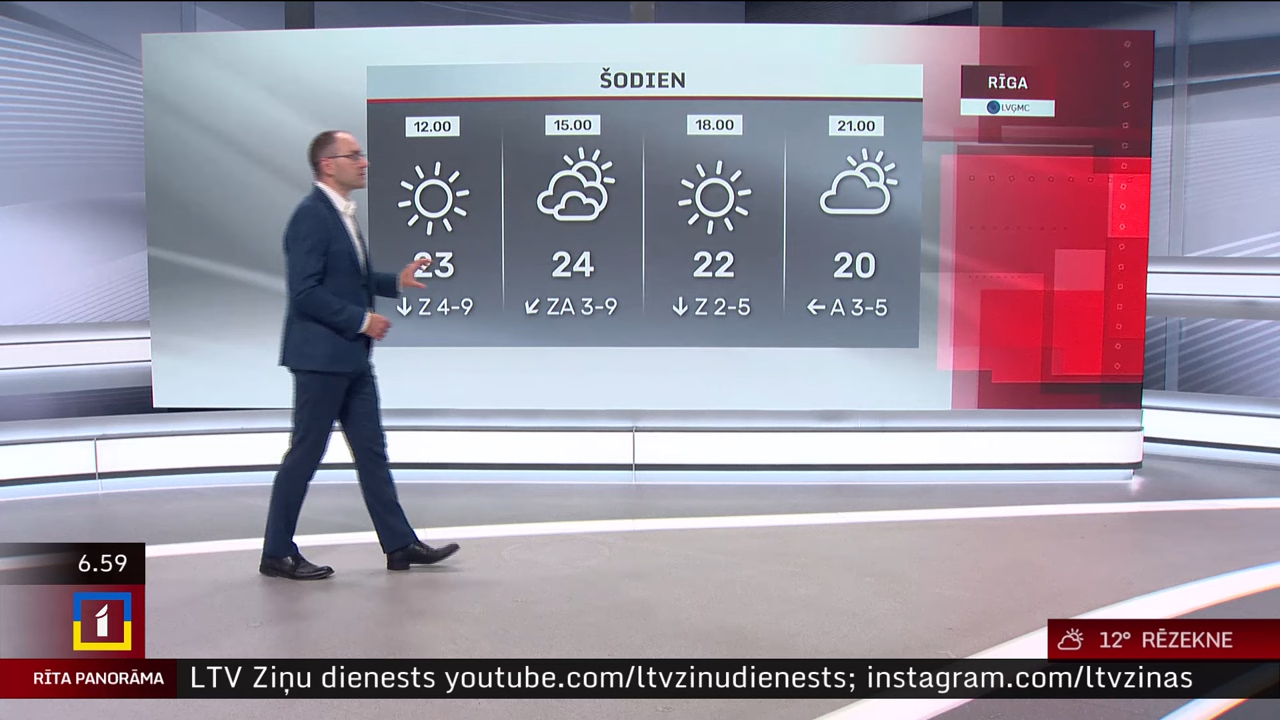 ŠODIEN
RĪGA
LVĢMC
12.00
15.00
18.00
21.00
23
24
22
20
Z 4-9
ZA 3-9
Z 2-5
A 3-5
6.59
1
12° RĒZEKNE
RĪTA PANORĀMA
LTV Ziņu dienests youtube.com/ltvzinudienests; instagram.com/ltvzinas